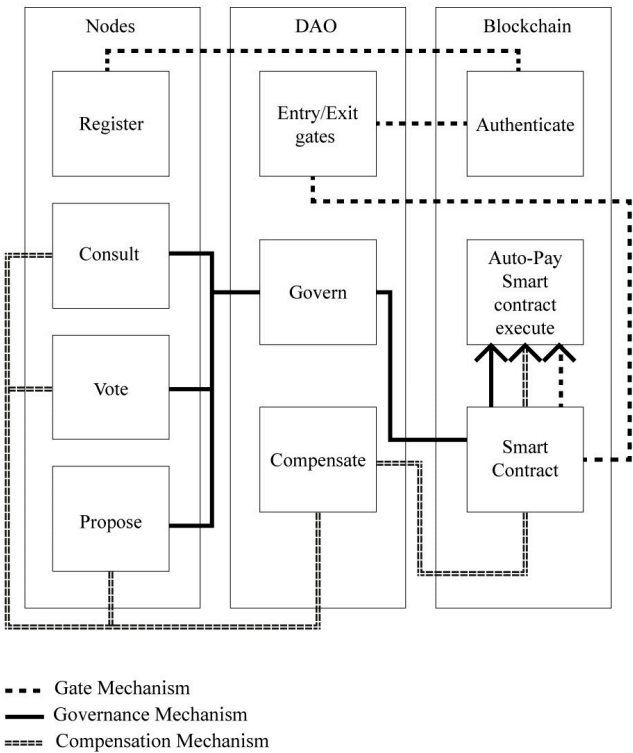 Nodes
DAO
Blockchain
Register
Entry/Exit
gates
Authenticate
Consult
Govern
Auto-Pay
Smart
contract
execute
Vote
Compensate
Smart
Contract
Propose
Gate Mechanism
Governance Mechanism
Compensation Mechanism